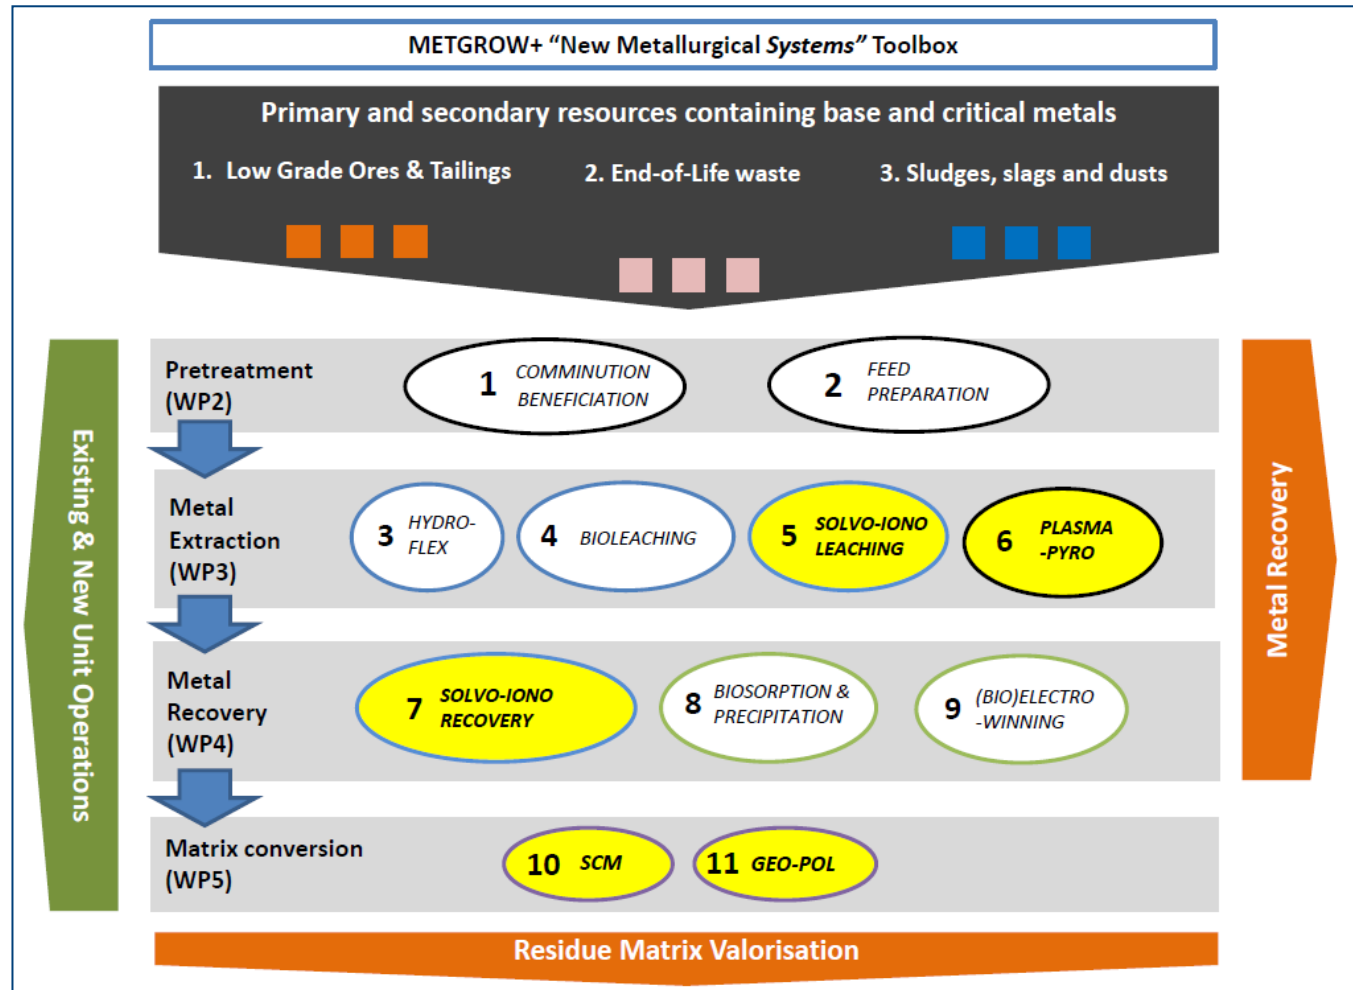 METGROW+ “New Metallurgical Systems” Toolbox
Primary and secondary resources containing base and critical metals
1. Low Grade Ores & Tailings
2. End-of-Life waste
3. Sludges, slags and dusts
Existing & New Unit Operations
Metal Recovery
Pretreatment
(WP2)
1 COMMINUTION
BENEFICIATION
2 FEED
PREPARATION
Metal
Extraction
(WP3)
3 HYDRO-
FLEX
4 BIOLEACHING
5 SOLVO-IONO
LEACHING
6 PLASMA
-PYRO
Metal
Recovery
(WP4)
7 SOLVO-IONO
RECOVERY
8 BIOSORPTION &
PRECIPITATION
9 (BIO)ELECTRO
-WINNING
Matrix conversion
(WP5)
10 SCM
11 GEO-POL
Residue Matrix Valorisation